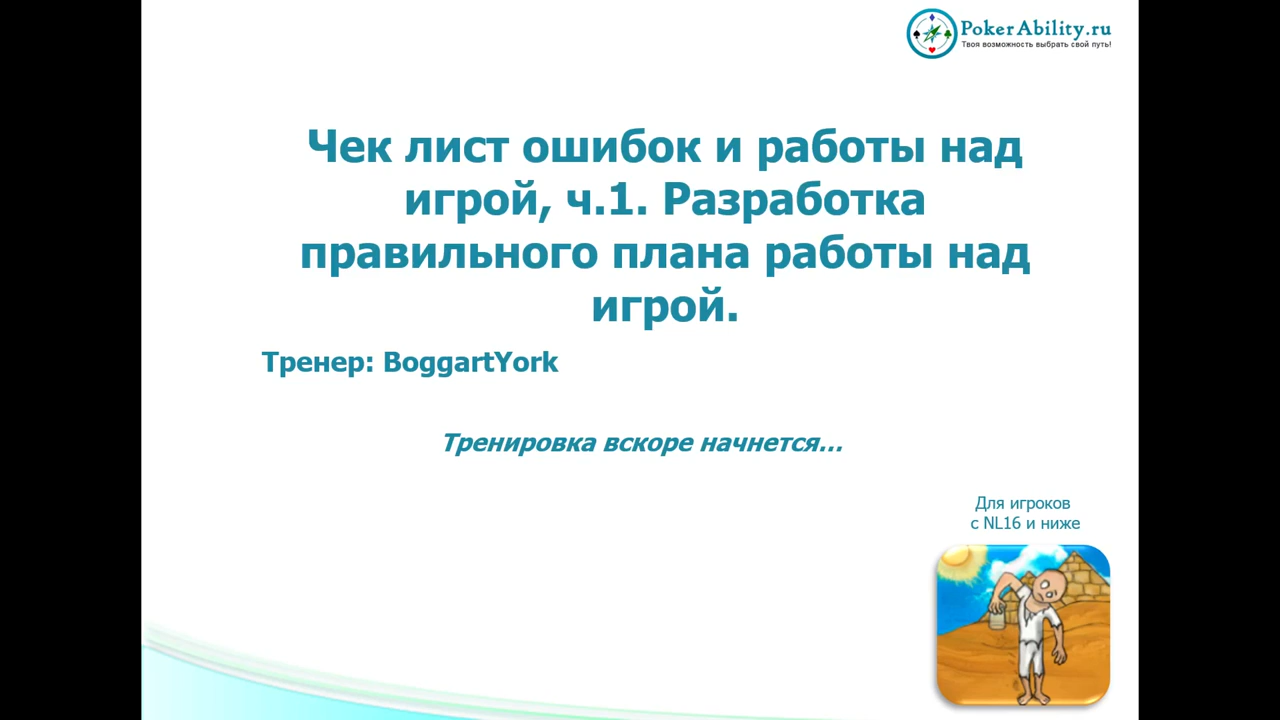 PokerAbility.ru
Твоя возможность выбрать свой путь!
Чек лист ошибок и работы над
игрой, ч.1. Разработка
правильного плана работы над
игрой.
Тренер: BoggartYork
Тренировка вскоре начнется...
Для игроков
с NL16 и ниже